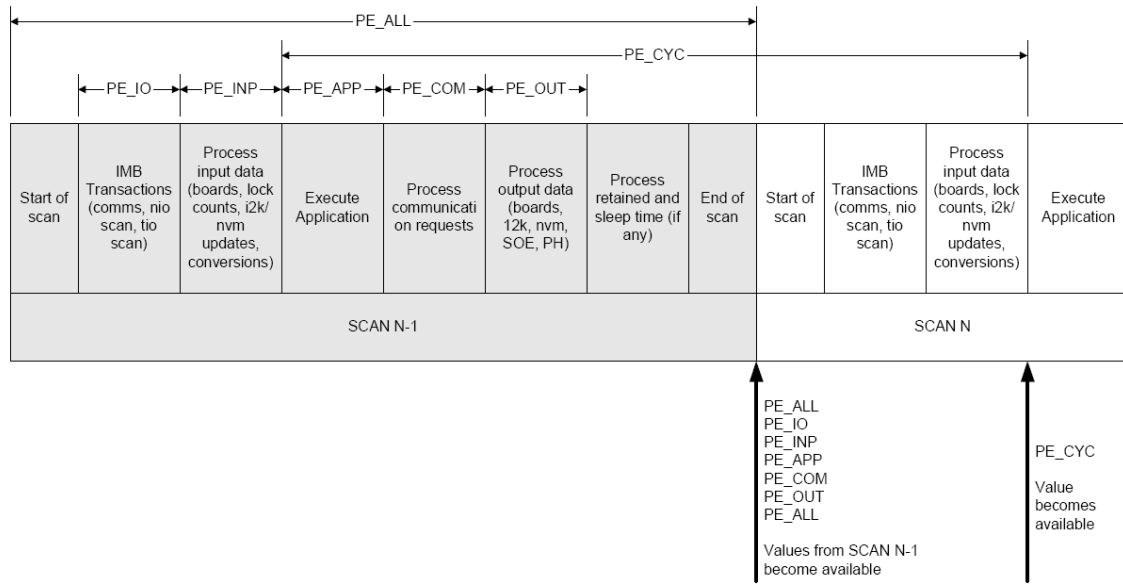 PE_ALL
PE_CYC
PE_IO
PE_INP
PE_APP
PE_COM
PE_OUT
Start of
scan
IMB
Transactions
(comms, nio
scan, tio
scan)
Process
input data
(boards, lock
counts, i2k/
nvm
updates,
conversions)
Execute
Application
Process
communicati
on requests
Process
output data
(boards,
12k, nvm,
SOE, PH)
Process
retained and
sleep time (if
any)
End of
scan
Start of
scan
IMB
Transactions
(comms, nio
scan, tio
scan)
Process
input data
(boards, lock
counts, i2k/
nvm
updates,
conversions)
Execute
Application
SCAN N-1
SCAN N
PE_ALL
PE_IO
PE_INP
PE_APP
PE_COM
PE_OUT
PE_ALL
Values from SCAN N-1
become available
PE_CYC
Value
becomes
available